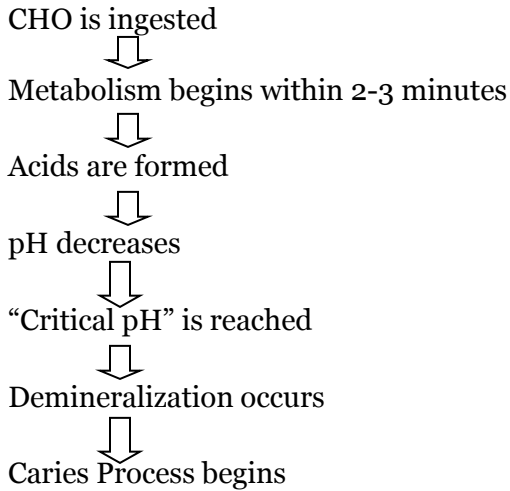 CHO is ingested
Metabolism begins within 2-3 minutes
Acids are formed
pH decreases
“Critical pH” is reached
Demineralization occurs
Caries Process begins